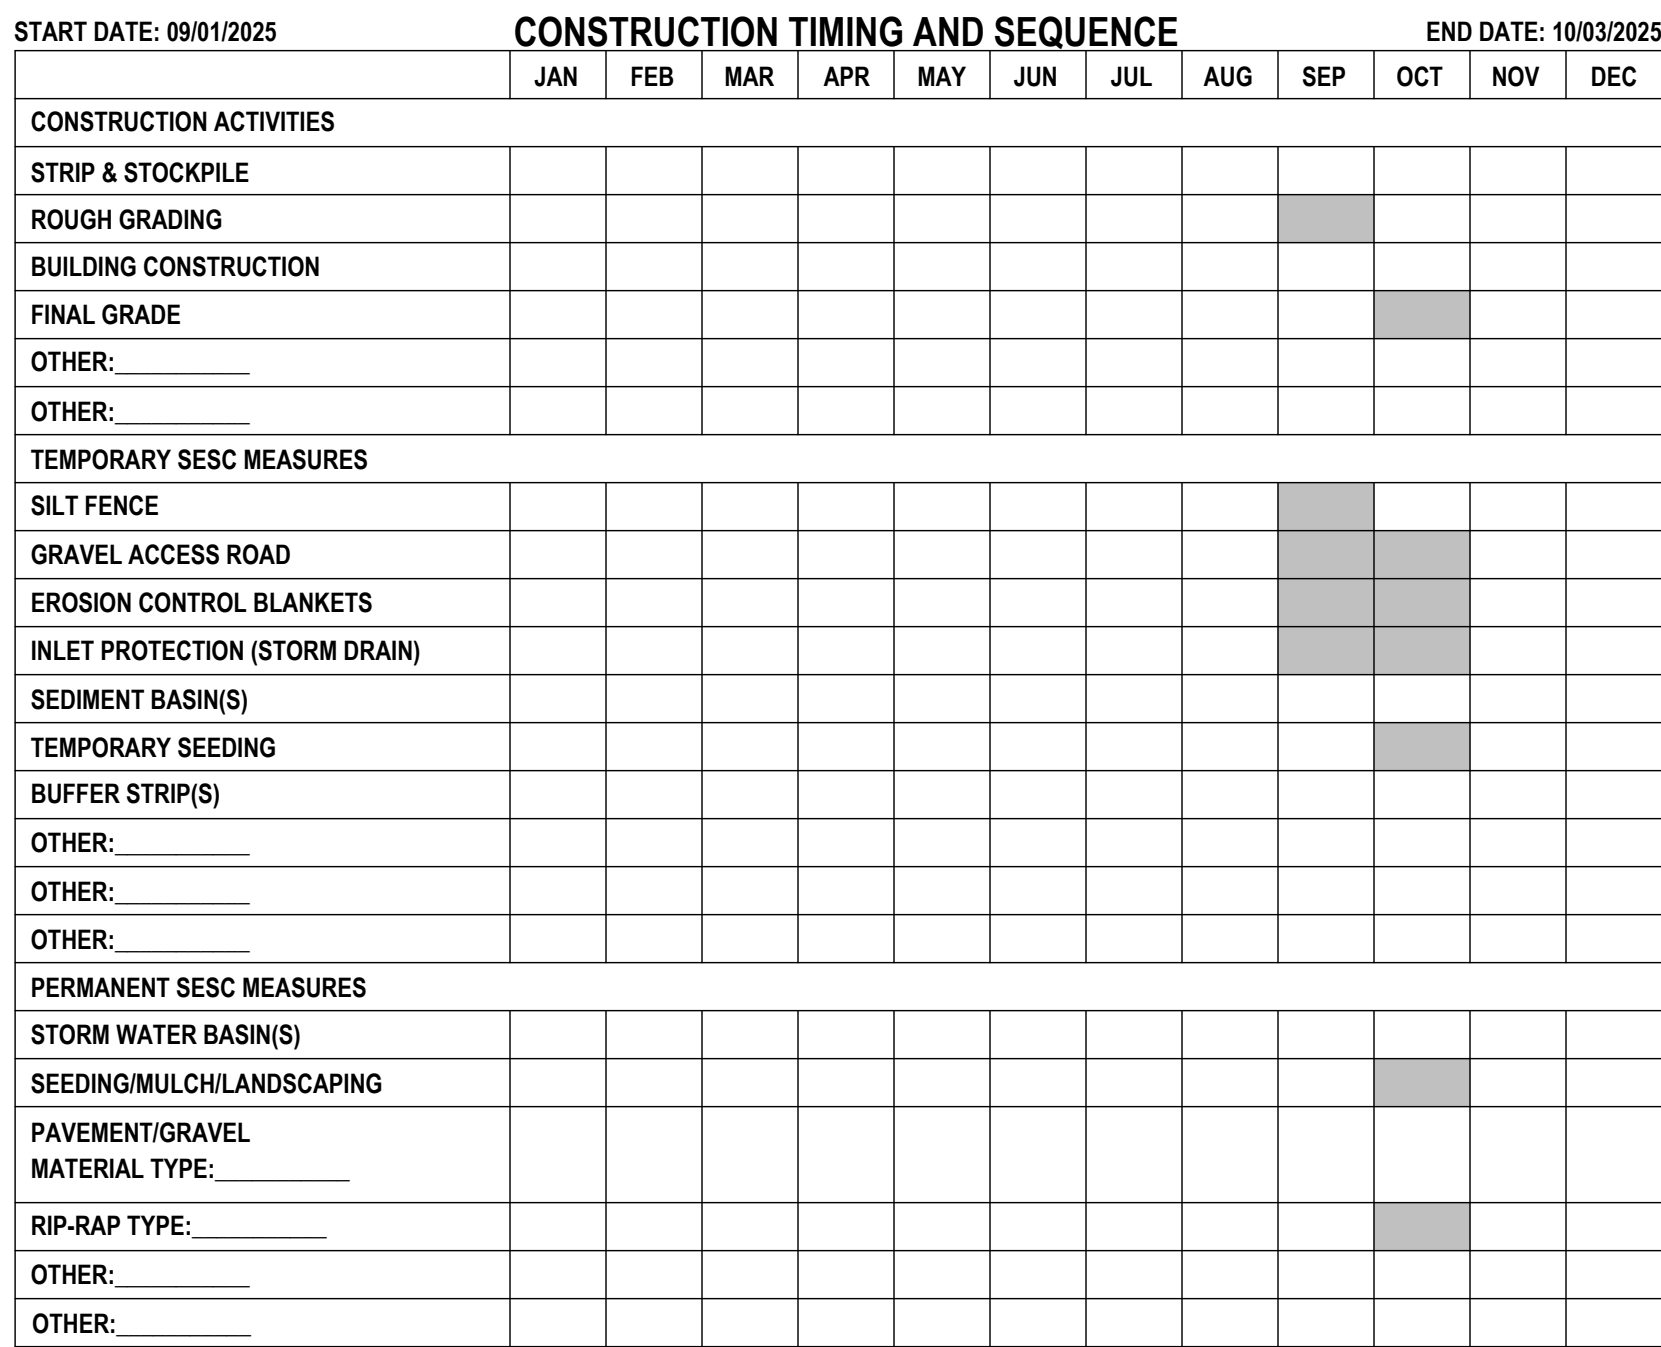 START DATE: 09/01/2025 CONSTRUCTION TIMING AND SEQUENCE END DATE: 10/03/2025
JAN FEB MAR APR MAY JUN JUL AUG SEP OCT NOV DEC
CONSTRUCTION ACTIVITIES
STRIP & STOCKPILE
ROUGH GRADING
BUILDING CONSTRUCTION
FINAL GRADE
OTHER:___________
OTHER:___________
TEMPORARY SESC MEASURES
SILT FENCE
GRAVEL ACCESS ROAD
EROSION CONTROL BLANKETS
INLET PROTECTION (STORM DRAIN)
SEDIMENT BASIN(S)
TEMPORARY SEEDING
BUFFER STRIP(S)
OTHER:___________
OTHER:___________
OTHER:___________
PERMANENT SESC MEASURES
STORM WATER BASIN(S)
SEEDING/MULCH/LANDSCAPING
PAVEMENT/GRAVEL
MATERIAL TYPE:___________
RIP-RAP TYPE:___________
OTHER:___________
OTHER:___________